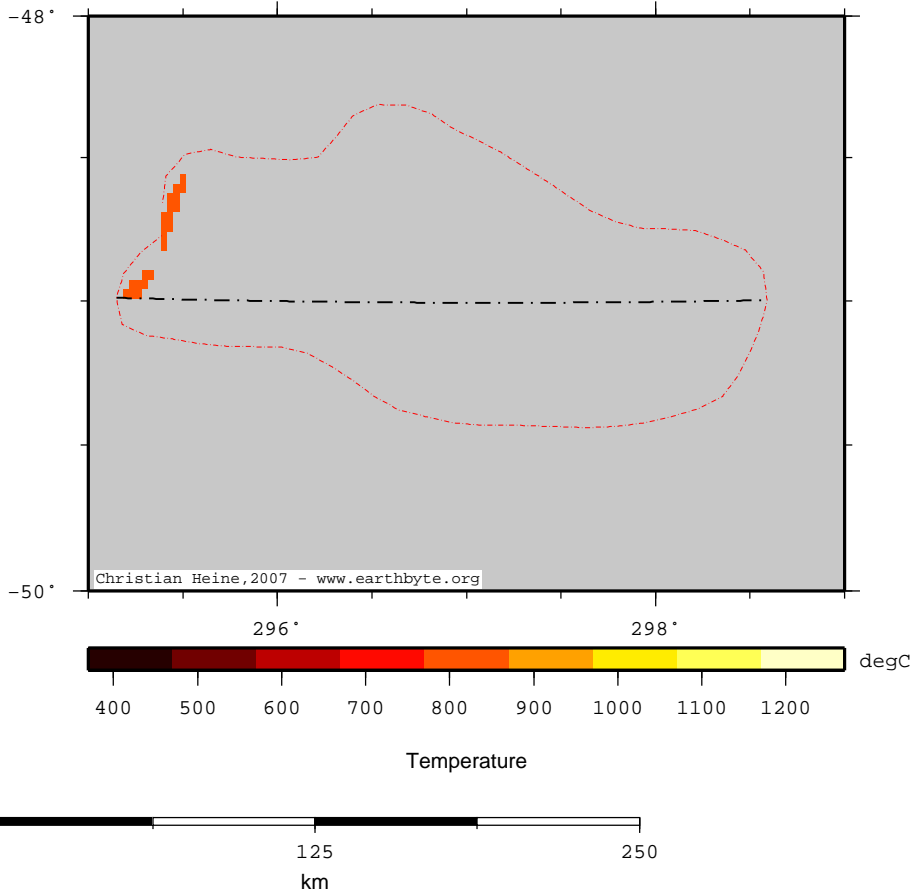 −48°
−50°
Christian Heine,2007 − www.earthbyte.org
296° 298°
degC
400 500 600 700 800 900 1000 1100 1200
Temperature
125 250
km